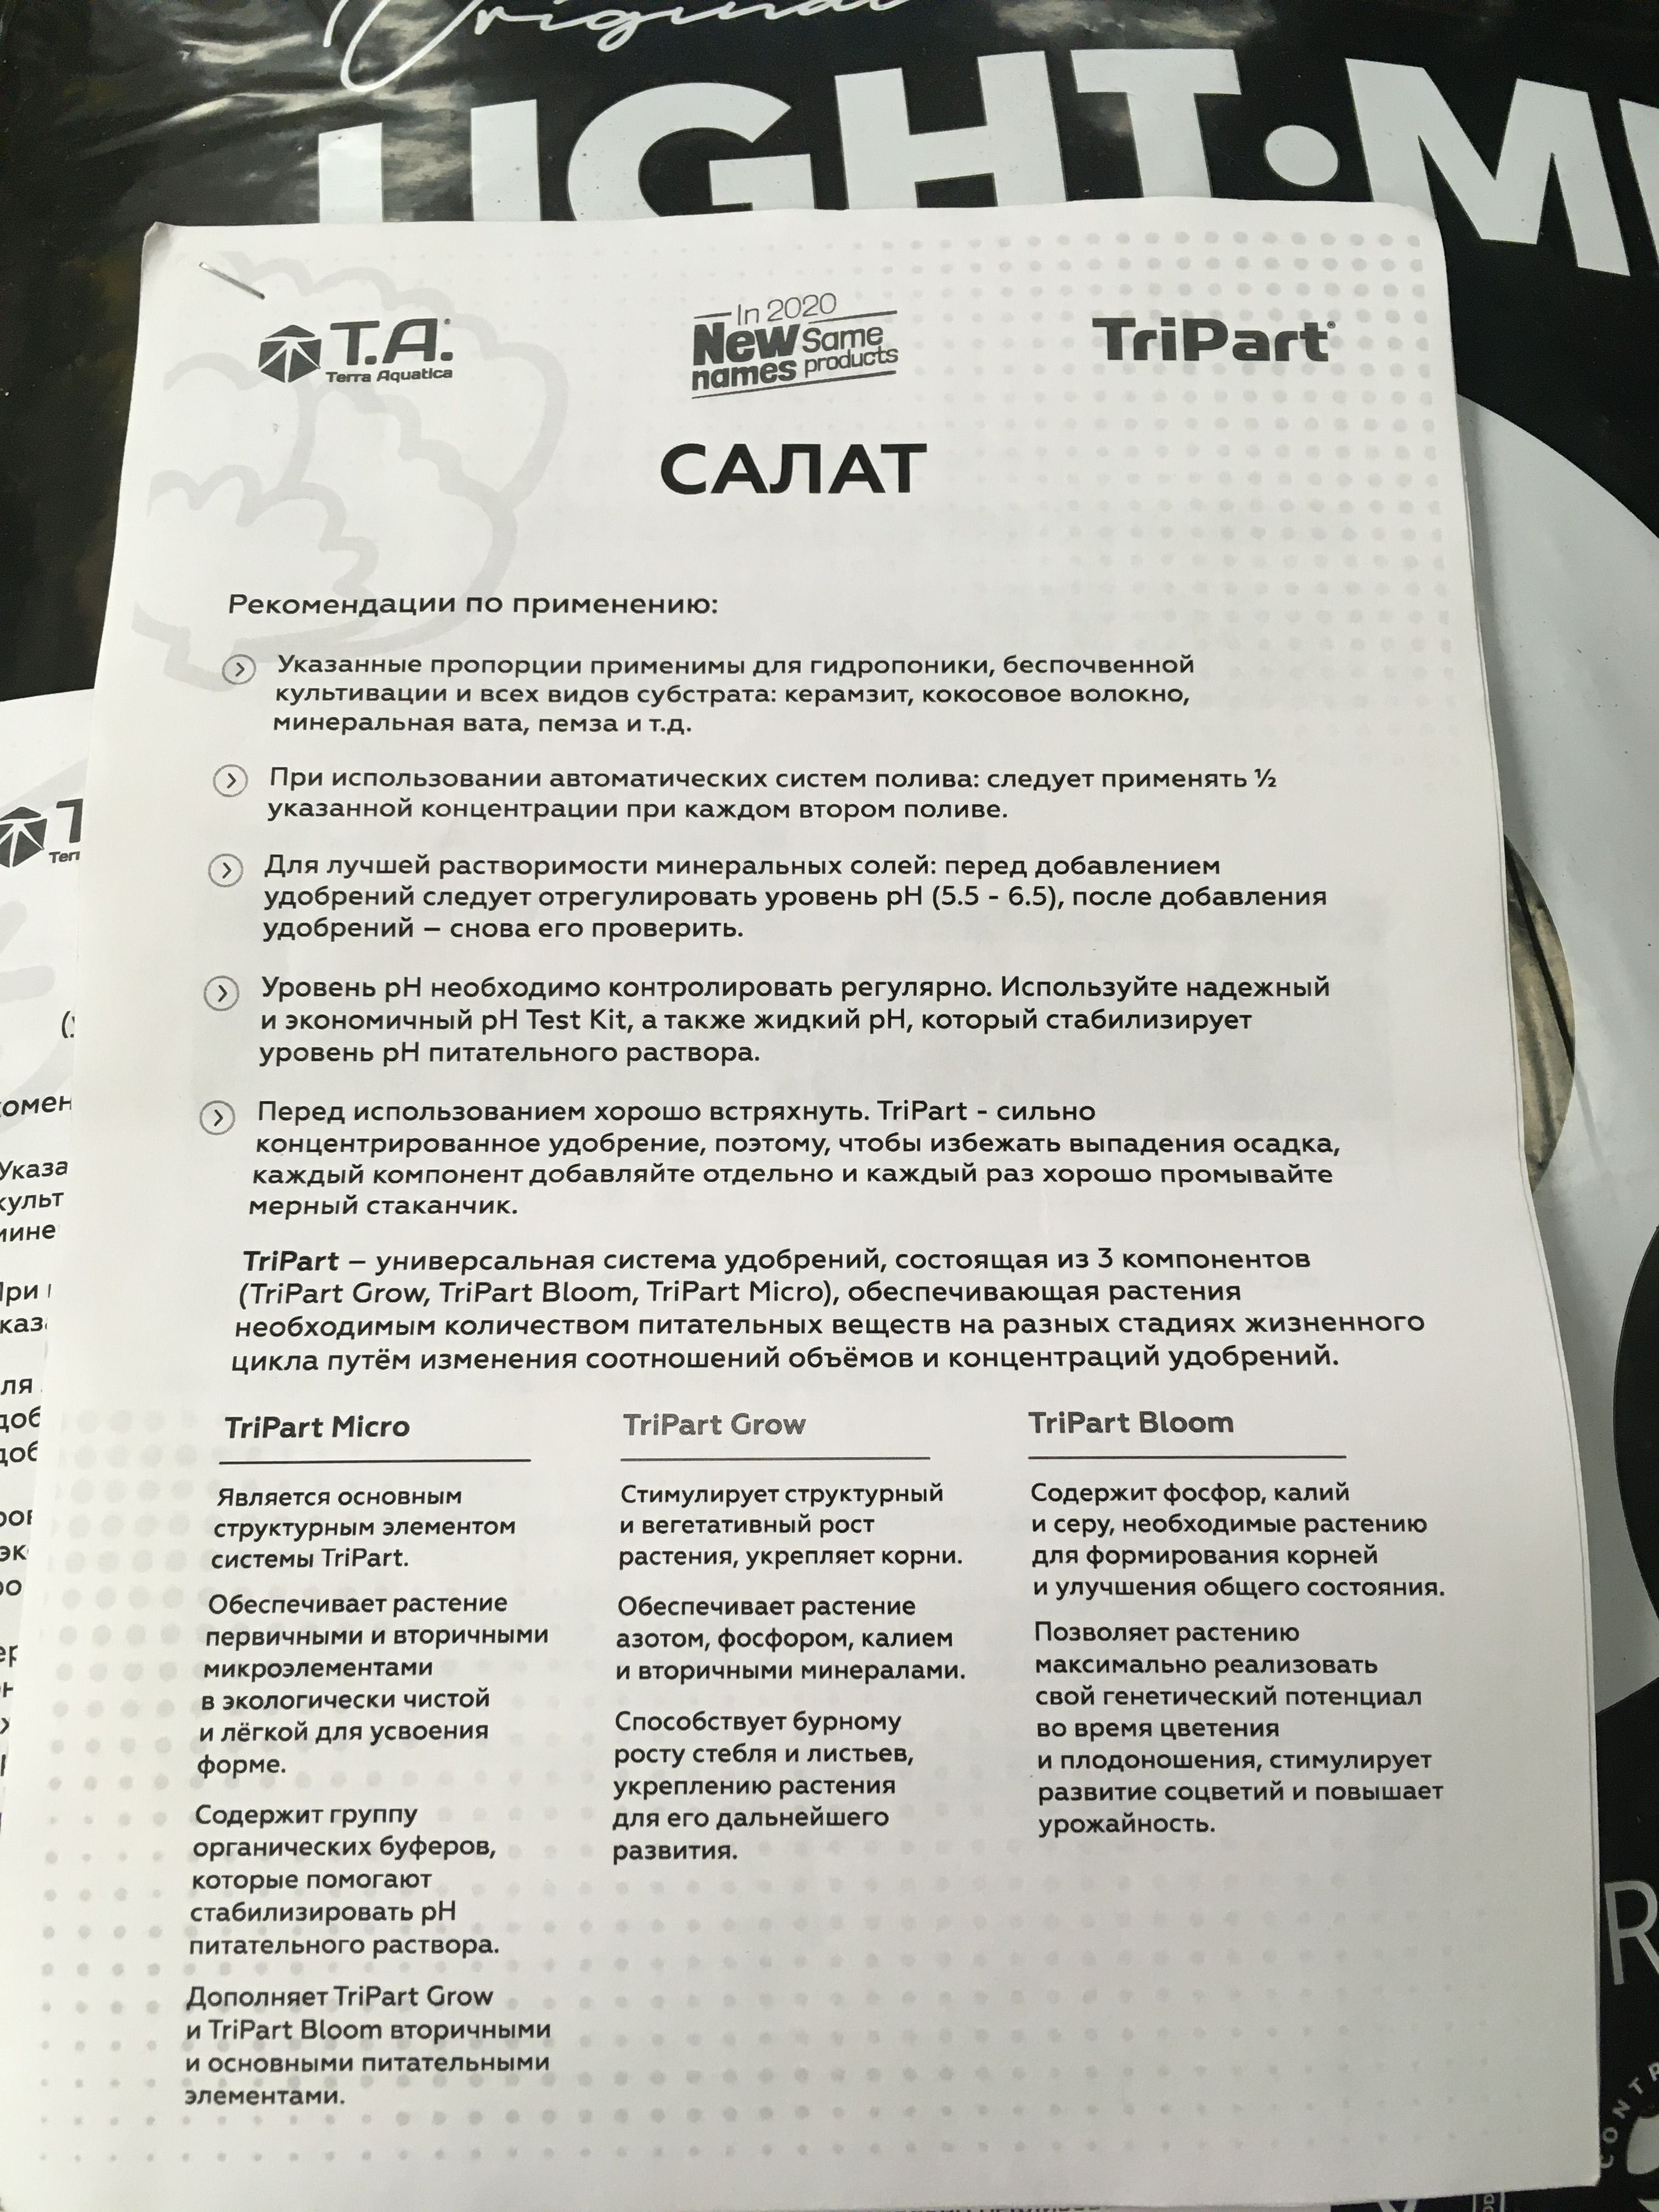 Original
LIGHT·M
T.A.
Terra Aquatica
In 2020
New Same
names products
TriPart
САЛАТ
Рекомендации по применению:
Указанные пропорции применимы для гидропоники, беспочвенной
культивации и всех видов субстрата: керамзит, кокосовое волокно,
минеральная вата, пемза и т.д.
При использовании автоматических систем полива: следует применять ½
указанной концентрации при каждом втором поливе.
Для лучшей растворимости минеральных солей: перед добавлением
удобрений следует отрегулировать уровень pH (5.5 - 6.5), после добавления
удобрений – снова его проверить.
Уровень pH необходимо контролировать регулярно. Используйте надежный
и экономичный pH Test Kit, а также жидкий pH, который стабилизирует
уровень pH питательного раствора.
Перед использованием хорошо встряхнуть. TriPart - сильно
концентрированное удобрение, поэтому, чтобы избежать выпадения осадка,
каждый компонент добавляйте отдельно и каждый раз хорошо промывайте
мерный стаканчик.
TriPart – универсальная система удобрений, состоящая из 3 компонентов
(TriPart Grow, TriPart Bloom, TriPart Micro), обеспечивающая растения
необходимым количеством питательных веществ на разных стадиях жизненного
цикла путём изменения соотношений объёмов и концентраций удобрений.
TriPart Micro
Является основным
структурным элементом
системы TriPart.
Обеспечивает растение
первичными и вторичными
микроэлементами
в экологически чистой
и лёгкой для усвоения
форме.
Содержит группу
органических буферов,
которые помогают
стабилизировать pH
питательного раствора.
Дополняет TriPart Grow
и TriPart Bloom вторичными
и основными питательными
элементами.
TriPart Grow
Стимулирует структурный
и вегетативный рост
растения, укрепляет корни.
Обеспечивает растение
азотом, фосфором, калием
и вторичными минералами.
Способствует бурному
росту стебля и листьев,
укреплению растения
для его дальнейшего
развития.
TriPart Bloom
Содержит фосфор, калий
и серу, необходимые растению
для формирования корней
и улучшения общего состояния.
Позволяет растению
максимально реализовать
свой генетический потенциал
во время цветения
и плодоношения, стимулирует
развитие соцветий и повышает
урожайность.